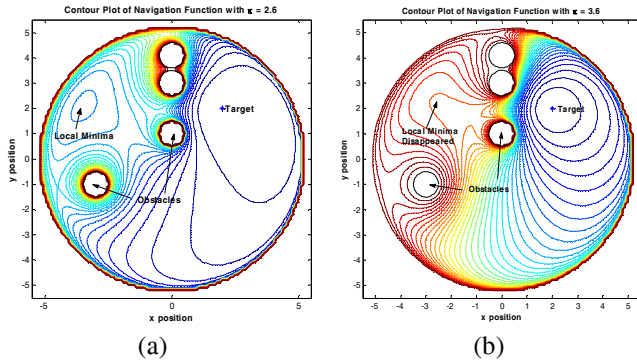 Contour Plot of Navigation Function with κ = 2.6
5
4
3
2
1
0
-1
-2
-3
-4
-5
y position
-5
0
5
x position
Target
Local Minima
Obstacles
(a)
Contour Plot of Navigation Function with κ = 3.6
5
4
3
2
1
0
-1
-2
-3
-4
-5
y position
-5
-4
-3
-2
-1
0
1
2
3
4
5
x position
Target
Local Minima
Disappeared
Obstacles
(b)